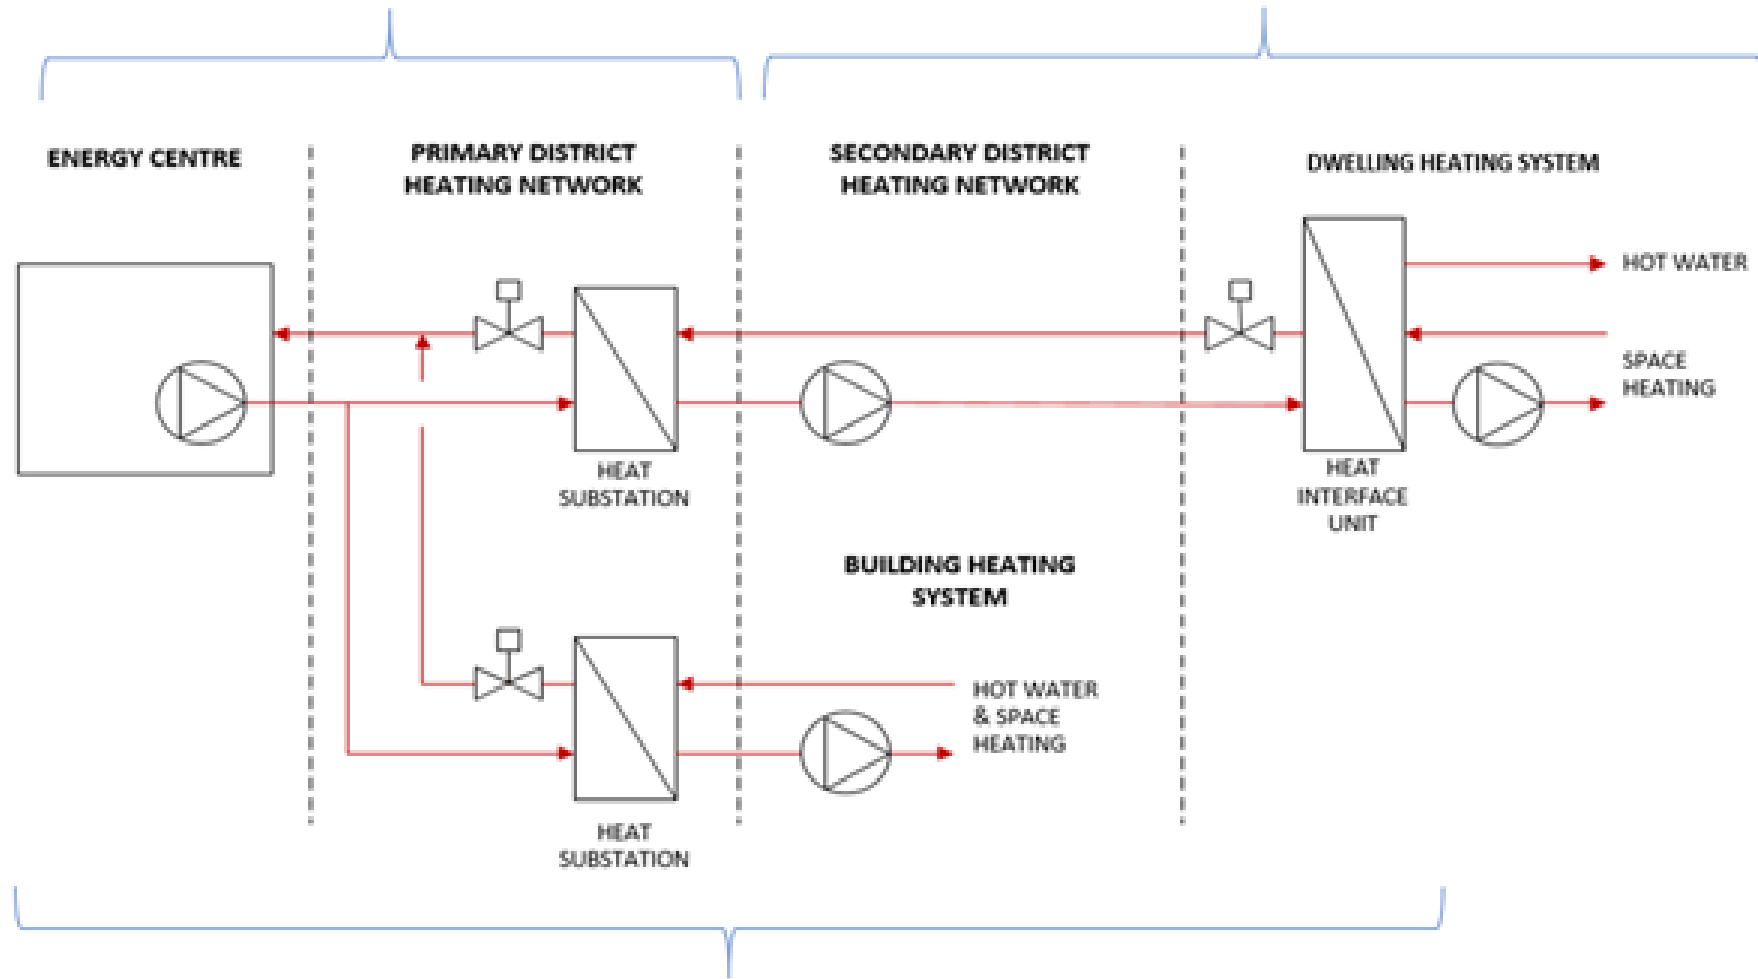 ENERGY CENTRE
PRIMARY DISTRICT
HEATING NETWORK
SECONDARY DISTRICT
HEATING NETWORK
DWELLING HEATING SYSTEM
HOT WATER
SPACE
HEATING
HEAT
SUBSTATION
HEAT
INTERFACE
UNIT
BUILDING HEATING
SYSTEM
HOT WATER
& SPACE
HEATING
HEAT
SUBSTATION